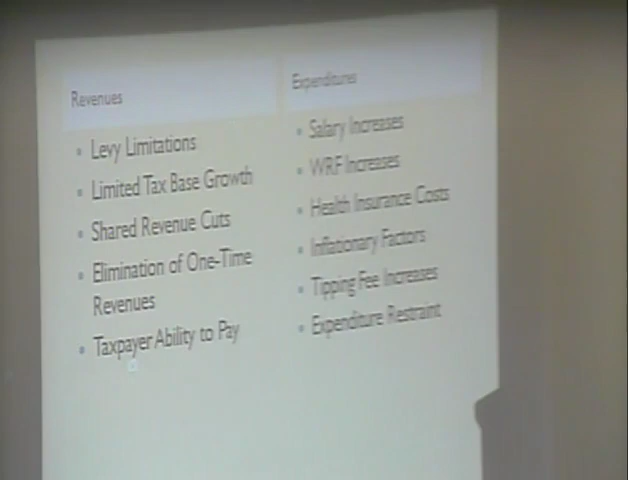 Revenues
Levy Limitations
Limited Tax Base Growth
Shared Revenue Cuts
Elimination of One-Time
Revenues
Taxpayer Ability to Pay
Expenditures
Salary Increases
WRF Increases
Health Insurance Costs
Inflationary Factors
Tipping Fee Increases
Expenditure Restraint